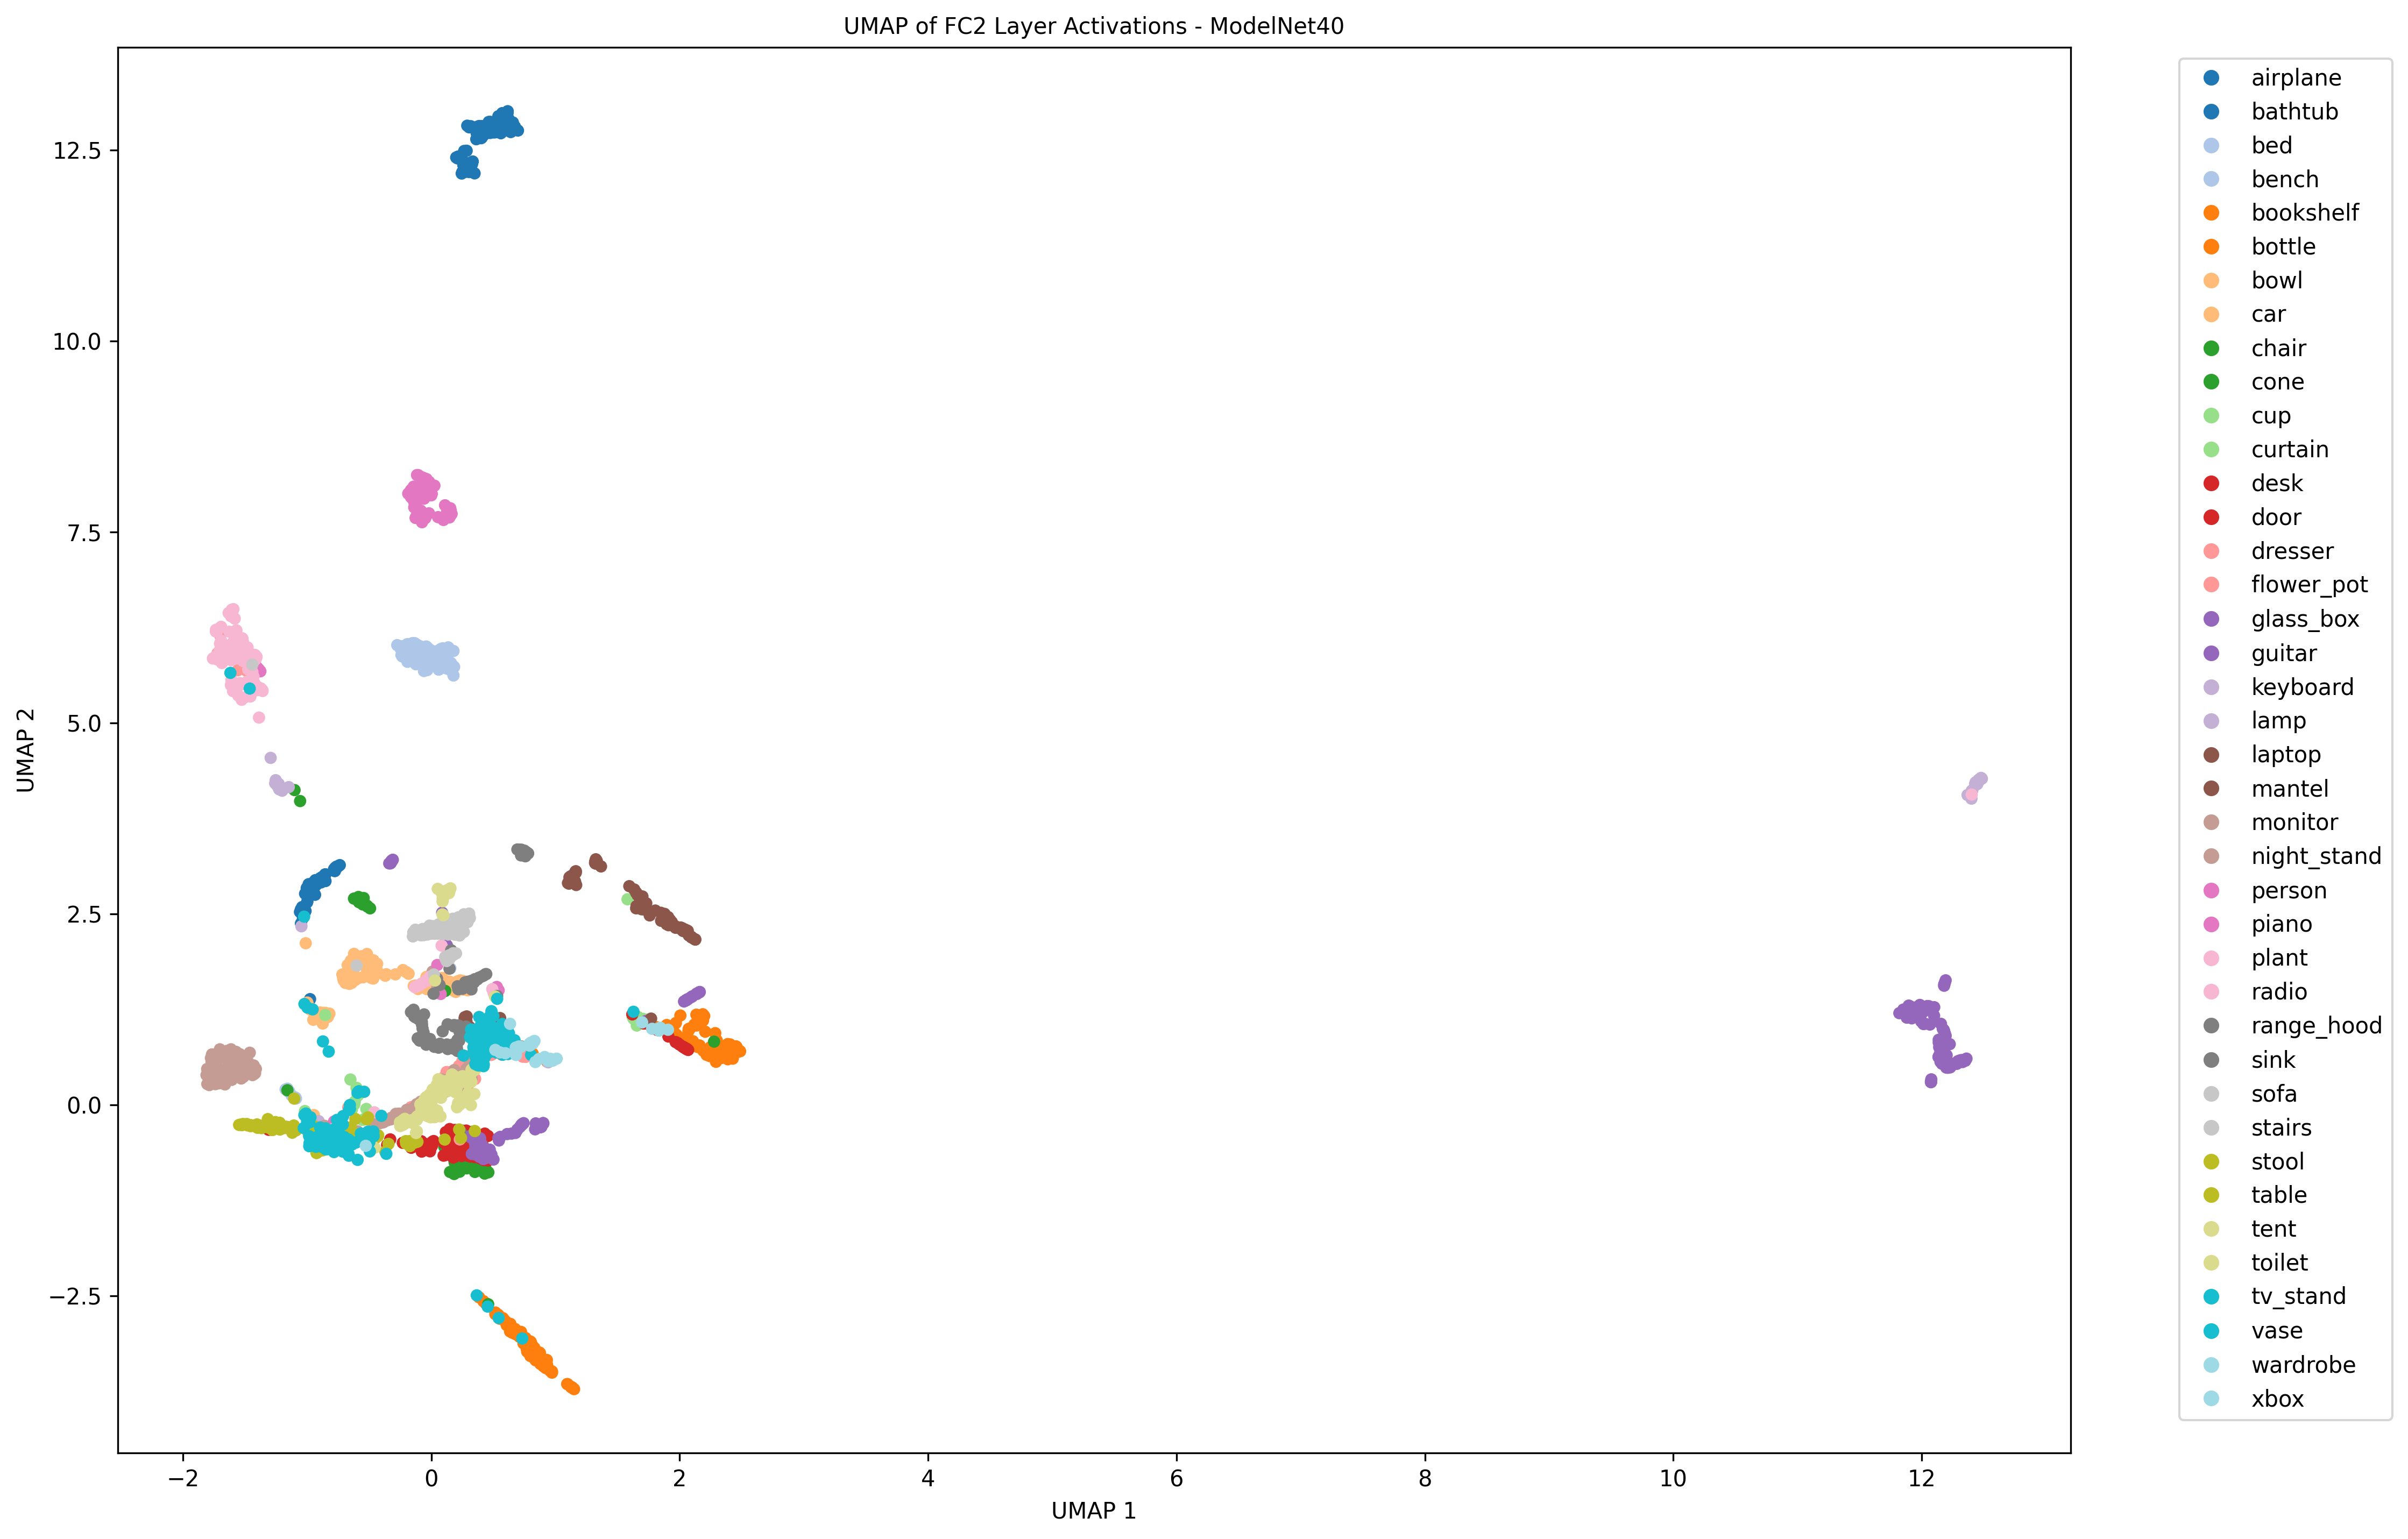 UMAP of FC2 Layer Activations - ModelNet40
12.5
10.0
7.5
5.0
2.5
0.0
−2.5
UMAP 2
−2
0
2
4
6
8
10
12
UMAP 1
airplane
bathtub
bed
bench
bookshelf
bottle
bowl
car
chair
cone
cup
curtain
desk
door
dresser
flower_pot
glass_box
guitar
keyboard
lamp
laptop
mantel
monitor
night_stand
person
piano
plant
radio
range_hood
sink
sofa
stairs
stool
table
tent
toilet
tv_stand
vase
wardrobe
xbox